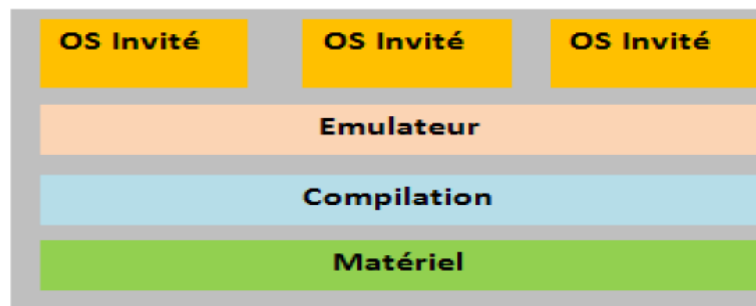 OS Invité OS Invité OS Invité
Emulateur
Compilation
Matériel